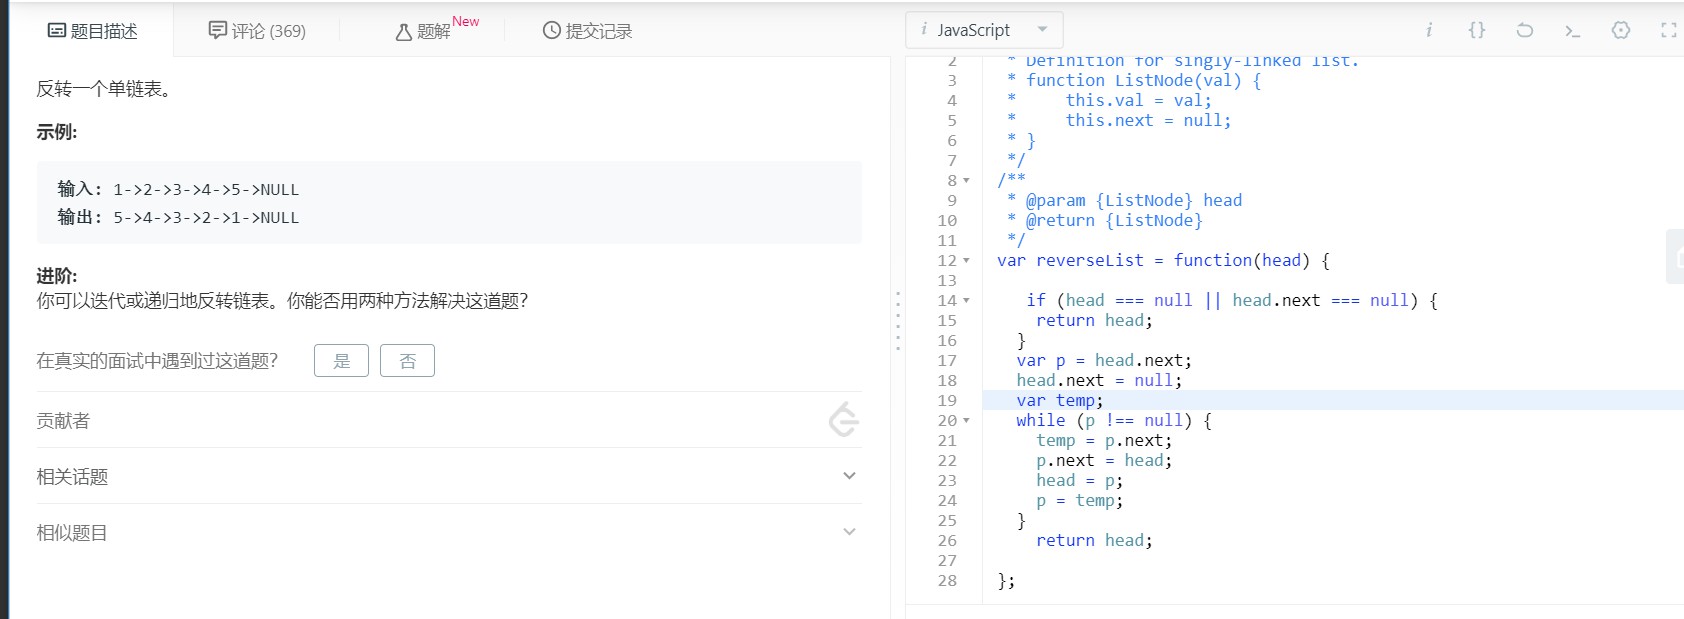 题目描述
评论 (369)
题解
New
提交记录
反转一个单链表。
示例:
输入: 1->2->3->4->5->NULL
输出: 5->4->3->2->1->NULL
进阶:
你可以迭代或递归地反转链表。你能否用两种方法解决这道题?
在真实的面试中遇到过这道题?
是
否
贡献者
相关话题
相似题目
i JavaScript
i {} >_
2 * Definition for singly-linked list.
3 * function ListNode(val) {
4 *     this.val = val;
5 *     this.next = null;
6 * }
7 */
8 /**
9 * @param {ListNode} head
10 * @return {ListNode}
11 */
12 var reverseList = function(head) {
13
14    if (head === null || head.next === null) {
15     return head;
16   }
17   var p = head.next;
18   head.next = null;
19   var temp;
20   while (p !== null) {
21     temp = p.next;
22     p.next = head;
23     head = p;
24     p = temp;
25   }
26     return head;
27
28 };